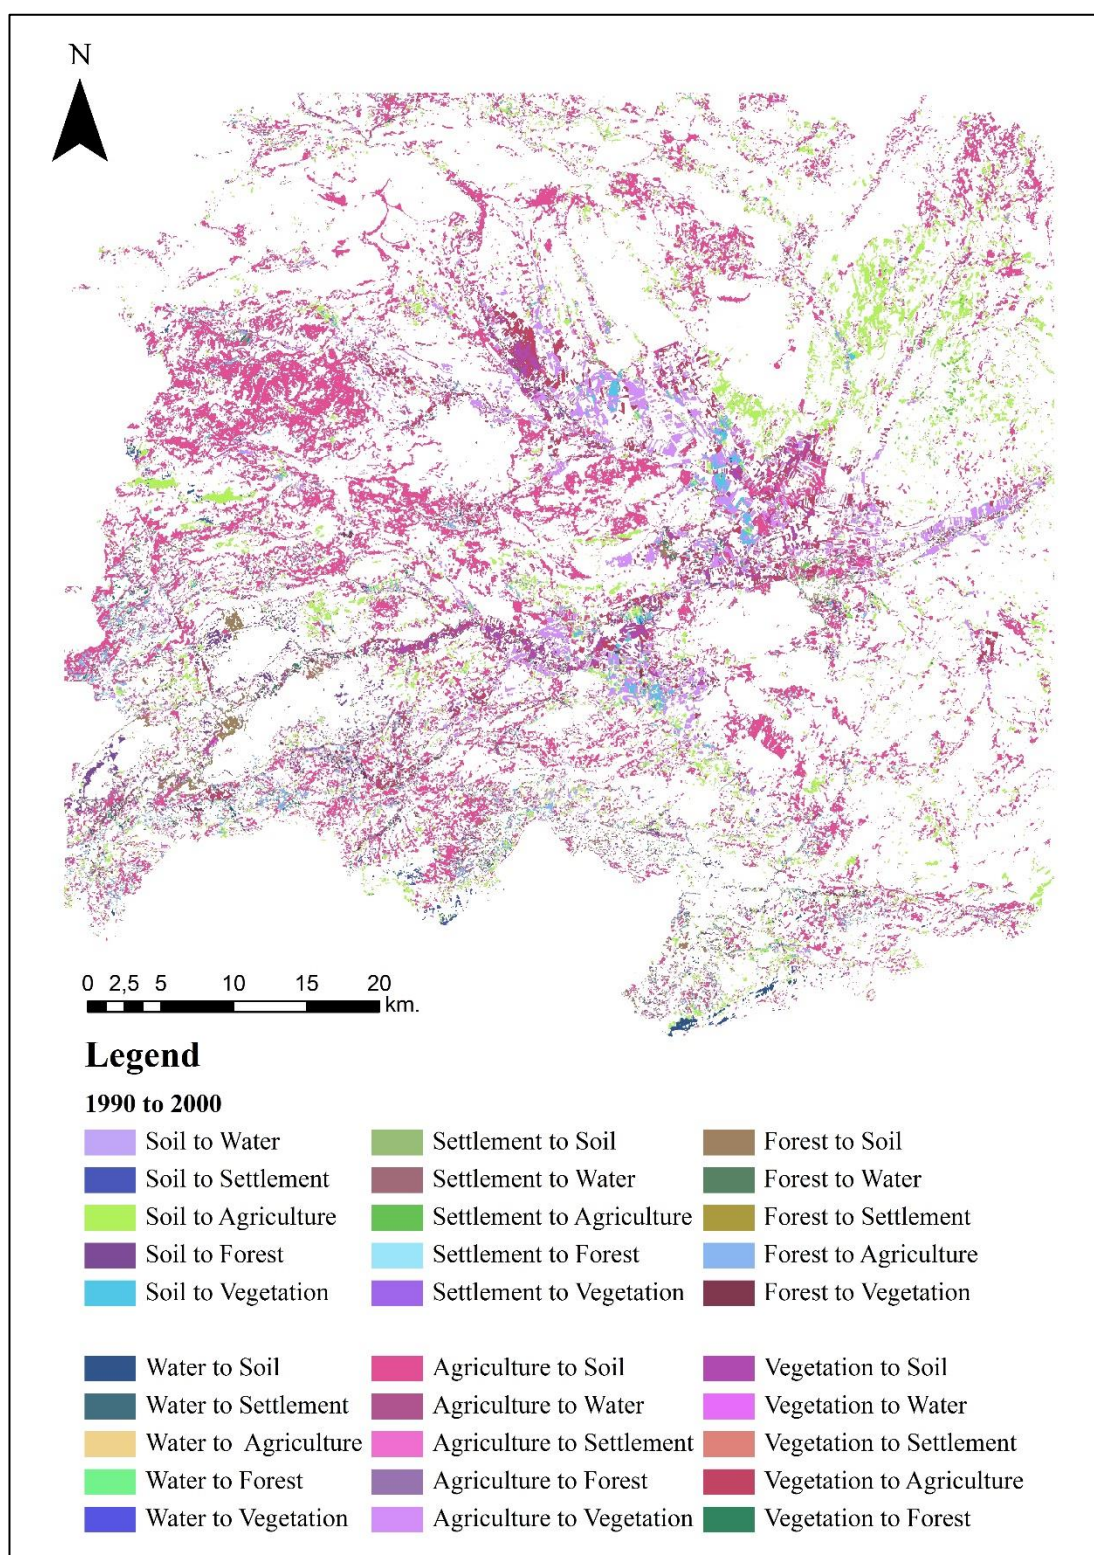 N
0 2,5 5 10 15 20
km.
Legend
1990 to 2000
Soil to Water
Soil to Settlement
Soil to Agriculture
Soil to Forest
Soil to Vegetation
Settlement to Soil
Settlement to Water
Settlement to Agriculture
Settlement to Forest
Settlement to Vegetation
Forest to Soil
Forest to Water
Forest to Settlement
Forest to Agriculture
Forest to Vegetation
Water to Soil
Water to Settlement
Water to Agriculture
Water to Forest
Water to Vegetation
Agriculture to Soil
Agriculture to Water
Agriculture to Settlement
Agriculture to Forest
Agriculture to Vegetation
Vegetation to Soil
Vegetation to Water
Vegetation to Settlement
Vegetation to Agriculture
Vegetation to Forest